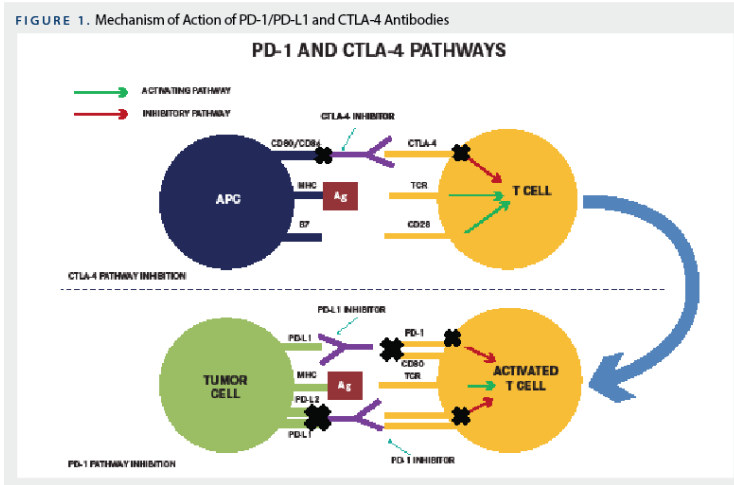 FIGURE 1. Mechanism of Action of PD-1/PD-L1 and CTLA-4 Antibodies
PD-1 AND CTLA-4 PATHWAYS
ACTIVATING PATHWAY
INHIBITORY PATHWAY
CTLA-4 INHIBITOR
CD80/CD86
CTLA-4
MHC
Ag
TCR
APC
T CELL
B7
CD28
CTLA-4 PATHWAY INHIBITION
PD-L1 INHIBITOR
PD-L1
PD-1
CD80
MHC
Ag
TCR
TUMOR
CELL
ACTIVATED
T CELL
PD-L2
PD-L1
PD-1 INHIBITOR
PD-1 PATHWAY INHIBITION